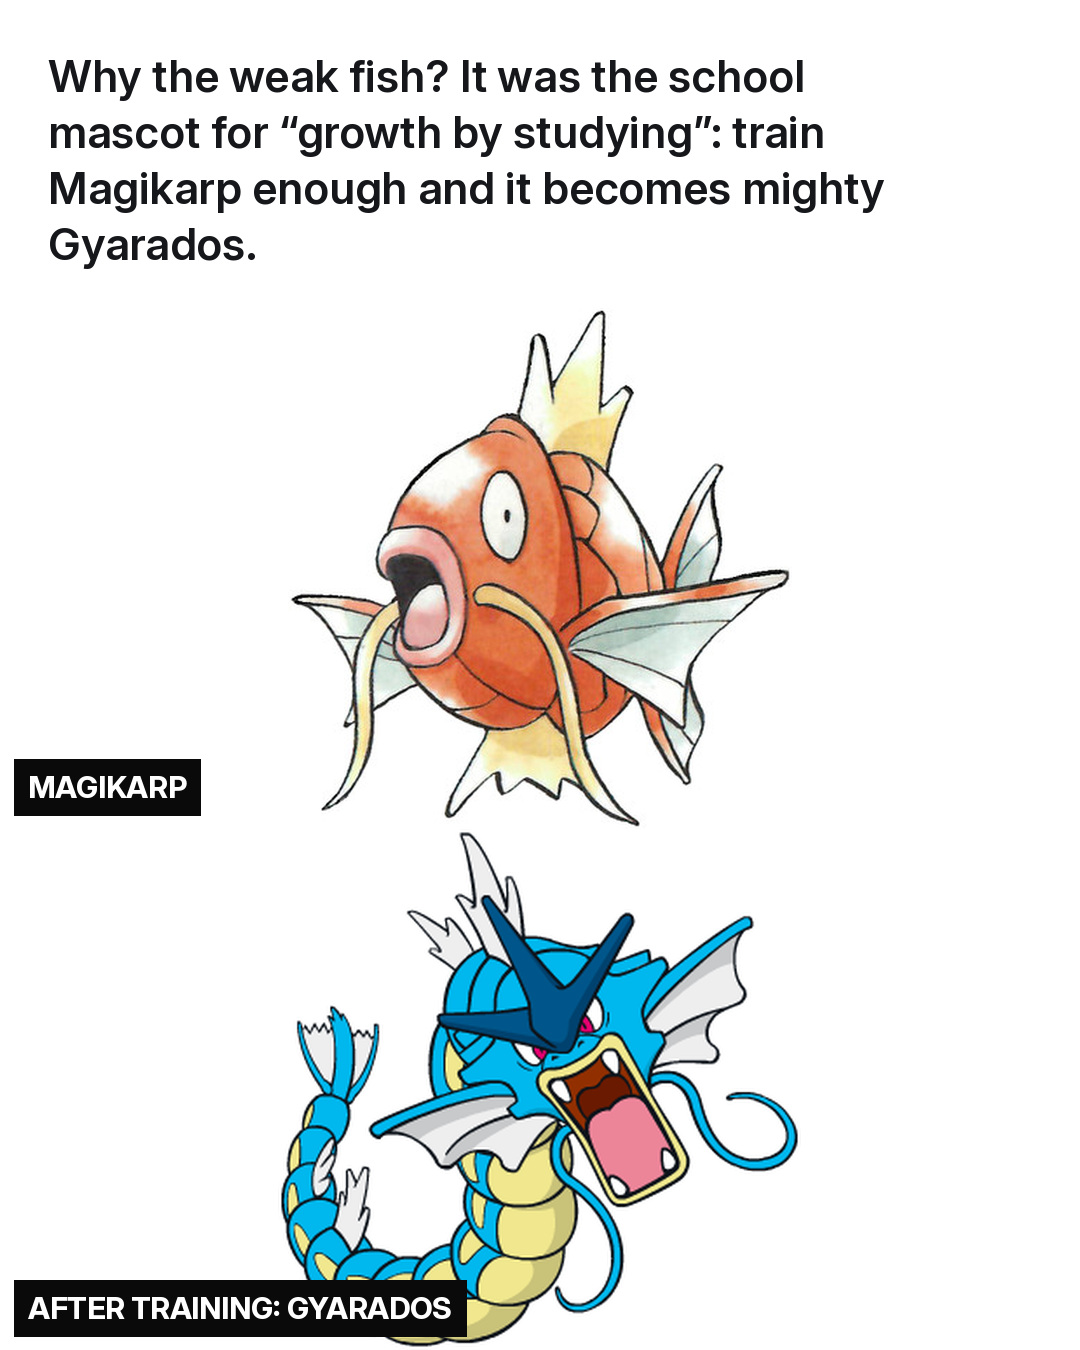 Why the weak fish? It was the school
mascot for “growth by studying”: train
Magikarp enough and it becomes mighty
Gyarados.
MAGIKARP
AFTER TRAINING: GYARADOS